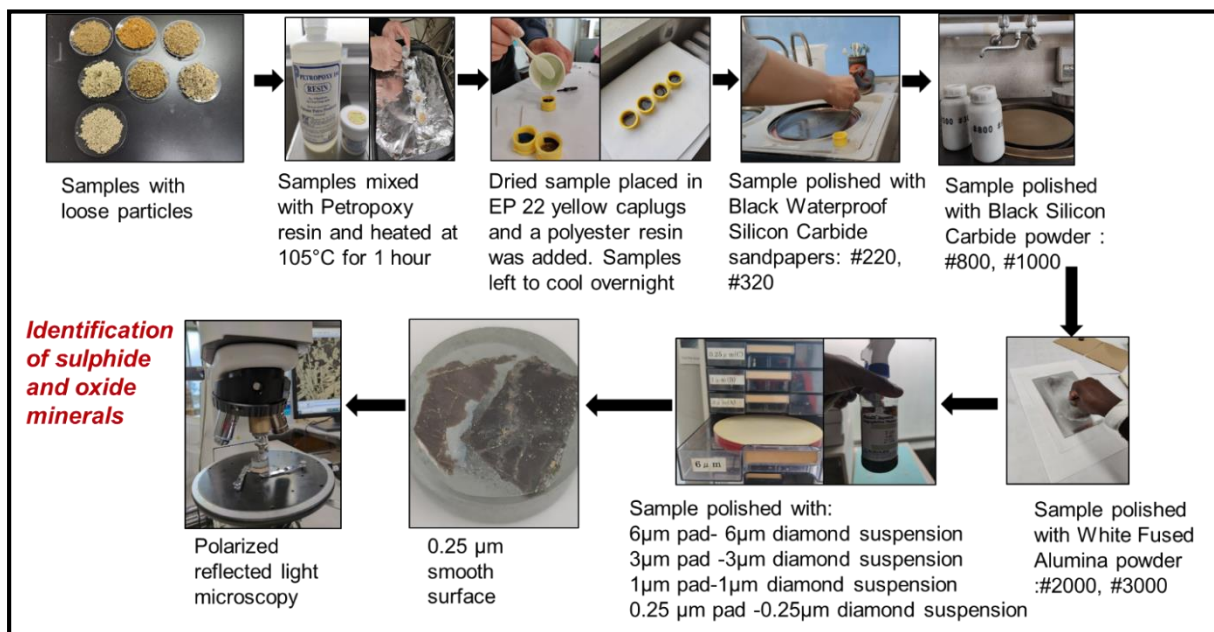 Samples with
loose particles
PETROPOXY 154
RESIN
Samples mixed
with Petropoxy
resin and heated at
105°C for 1 hour
Dried sample placed in
EP 22 yellow caplugs
and a polyester resin
was added. Samples
left to cool overnight
Sample polished with
Black Waterproof
Silicon Carbide
sandpapers: #220,
#320
#800
Sample polished
with Black Silicon
Carbide powder :
#800, #1000
Identification
of sulphide
and oxide
minerals
Polarized
reflected light
microscopy
0.25 µm
smooth
surface
6μm
Sample polished with:
6µm pad- 6µm diamond suspension
3µm pad -3µm diamond suspension
1µm pad-1µm diamond suspension
0.25 µm pad -0.25µm diamond suspension
Sample polished
with White Fused
Alumina powder
:#2000, #3000